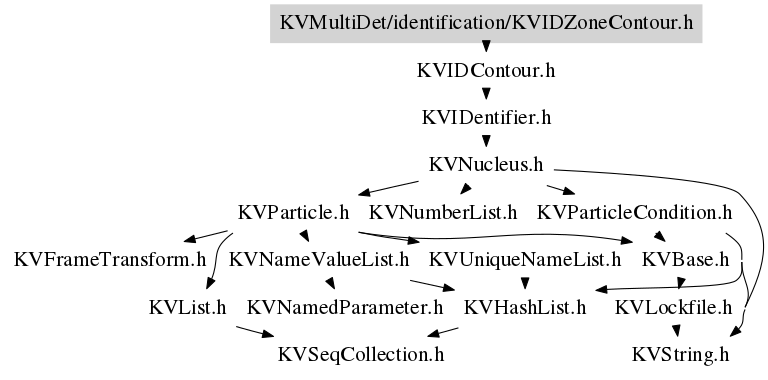 KVMultiDet/identification/KVIDZoneContour.h
KVIDContour.h
KVIDentifier.h
KVNucleus.h
KVParticle.h KVNumberList.h KVParticleCondition.h
KVFrameTransform.h KVNameValueList.h KVUniqueNameList.h KVBase.h
KVList.h KVNamedParameter.h KVHashList.h KVLockfile.h
KVSeqCollection.h KVString.h